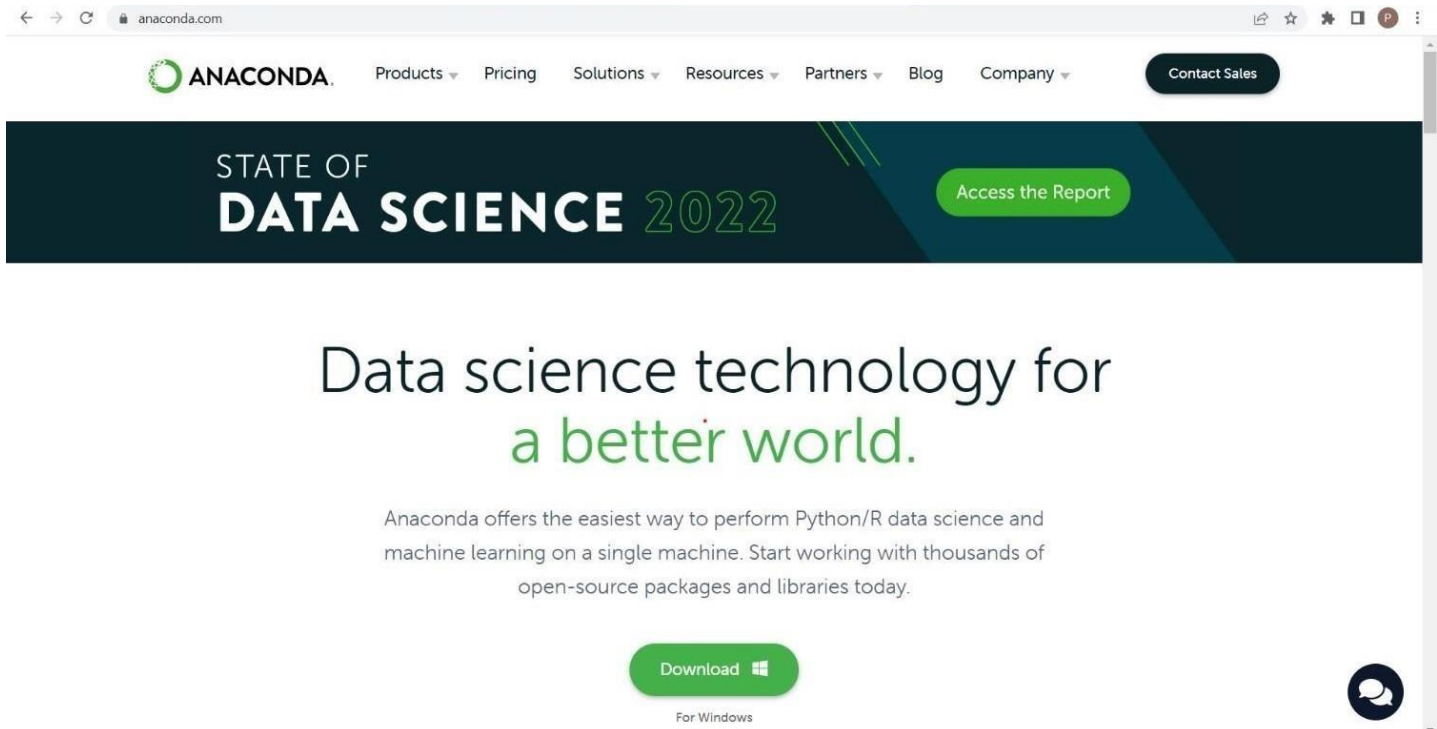 anaconda.com
P
ANACONDA. Products Pricing Solutions Resources Partners Blog Company Contact Sales
STATE OF
DATA SCIENCE 2022
Access the Report
Data science technology for
a better world.
Anaconda offers the easiest way to perform Python/R data science and
machine learning on a single machine. Start working with thousands of
open-source packages and libraries today.
Download
For Windows